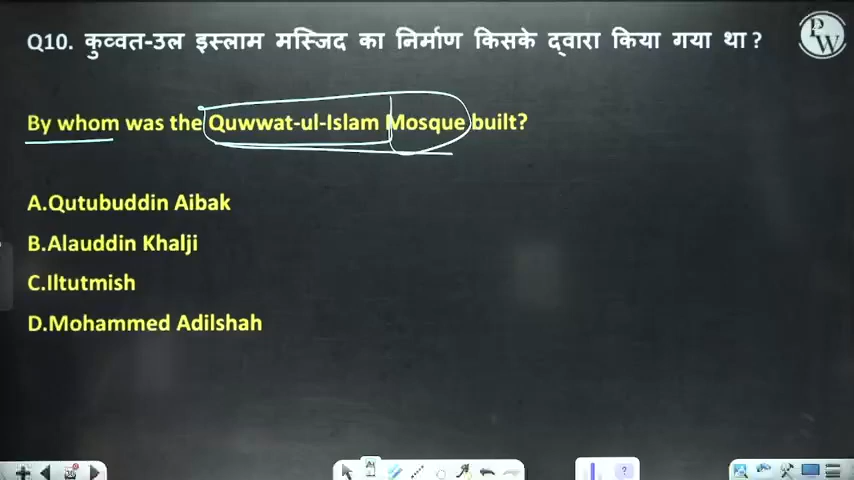 Q10. कुव्वत-उल इस्लाम मस्जिद का निर्माण किसके द्वारा किया गया था ?
PW
By whom was the Quwwat-ul-Islam Mosque built?
A.Qutubuddin Aibak
B.Alauddin Khalji
C.Iltutmish
D.Mohammed Adilshah